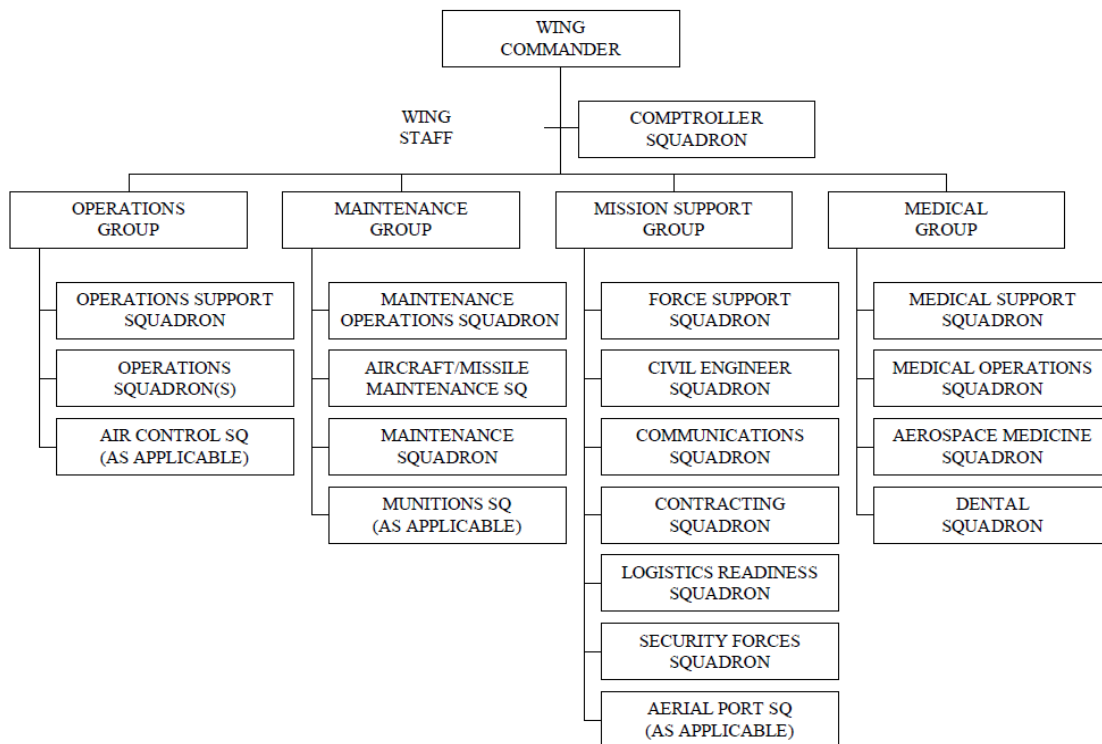 WING
COMMANDER
WING
STAFF
COMPTROLLER
SQUADRON
OPERATIONS
GROUP
MAINTENANCE
GROUP
MISSION SUPPORT
GROUP
MEDICAL
GROUP
OPERATIONS SUPPORT
SQUADRON
OPERATIONS
SQUADRON(S)
AIR CONTROL SQ
(AS APPLICABLE)
MAINTENANCE
OPERATIONS SQUADRON
AIRCRAFT/MISSILE
MAINTENANCE SQ
MAINTENANCE
SQUADRON
MUNITIONS SQ
(AS APPLICABLE)
FORCE SUPPORT
SQUADRON
CIVIL ENGINEER
SQUADRON
COMMUNICATIONS
SQUADRON
CONTRACTING
SQUADRON
LOGISTICS READINESS
SQUADRON
SECURITY FORCES
SQUADRON
AERIAL PORT SQ
(AS APPLICABLE)
MEDICAL SUPPORT
SQUADRON
MEDICAL OPERATIONS
SQUADRON
AEROSPACE MEDICINE
SQUADRON
DENTAL
SQUADRON